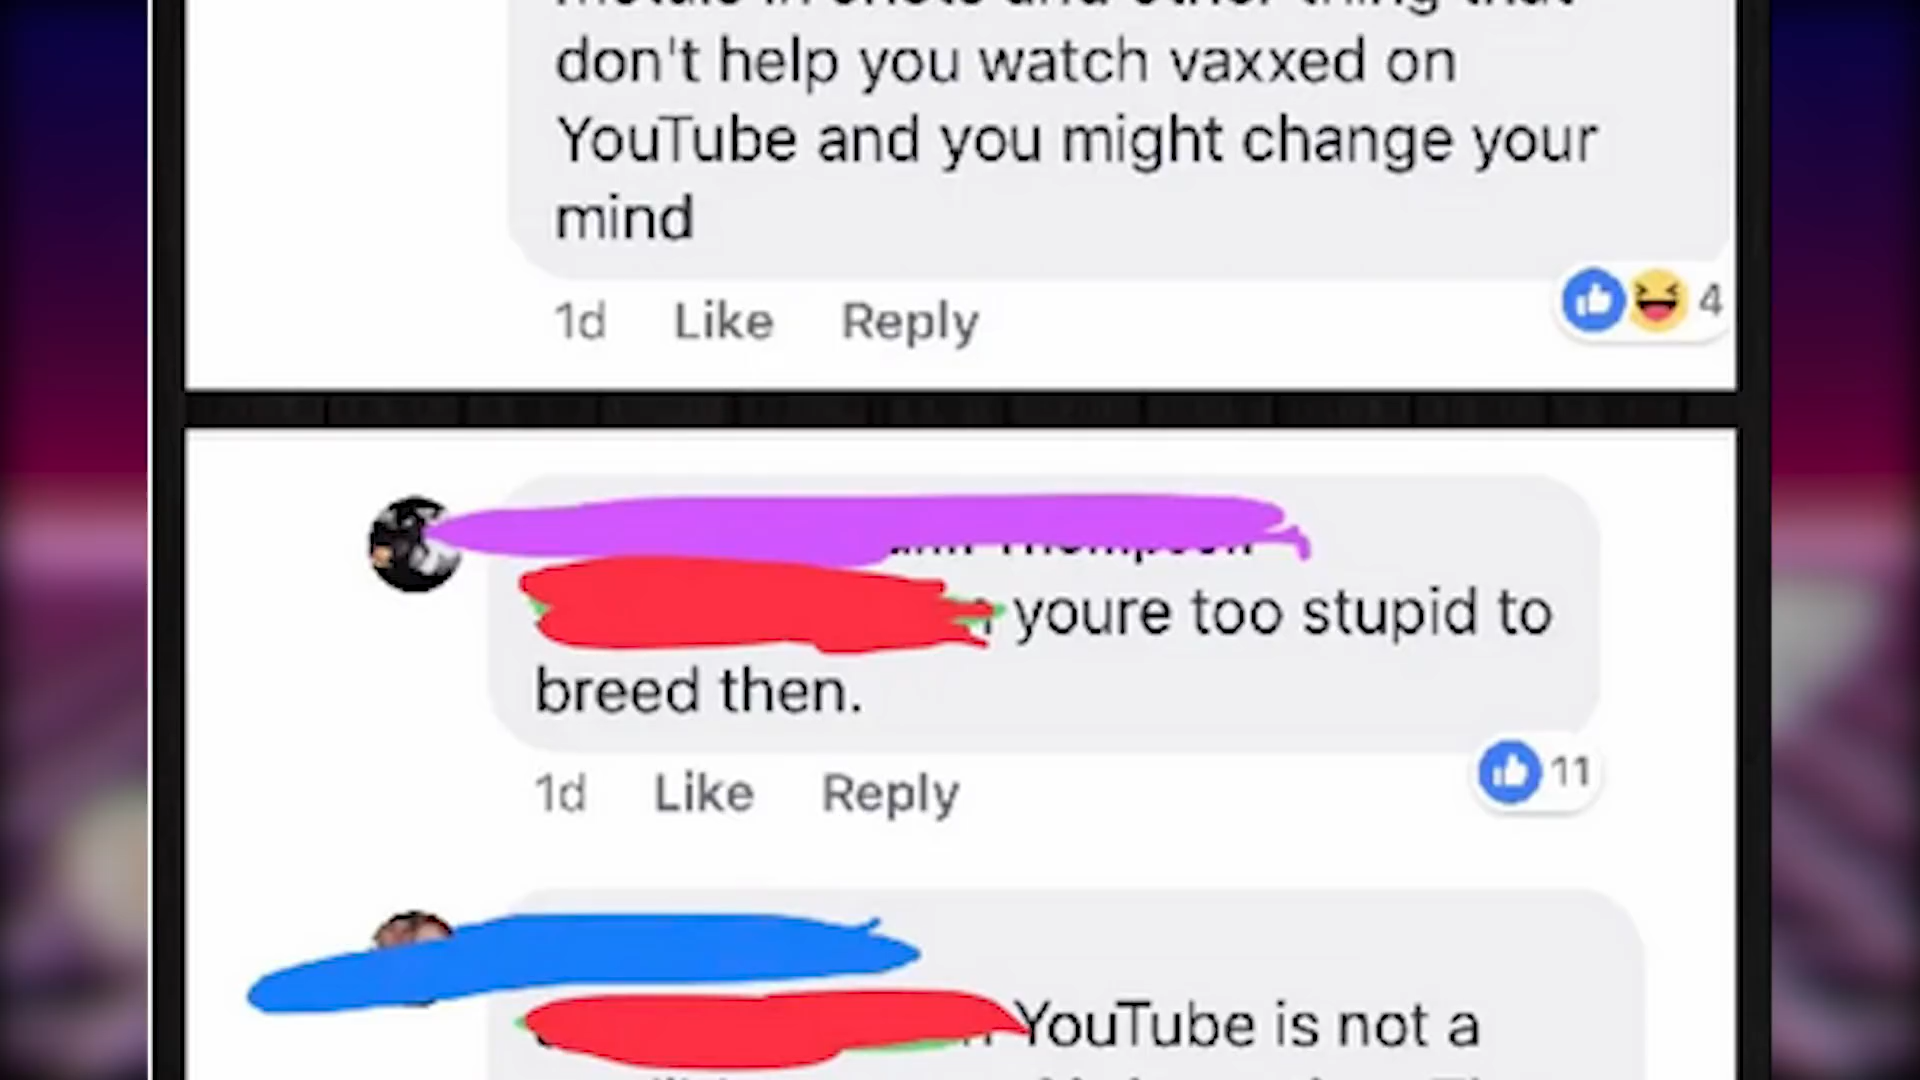 don't help you watch vaxxed on
YouTube and you might change your
mind
1d Like Reply
4
youre too stupid to
breed then.
1d Like Reply
11
YouTube is not a